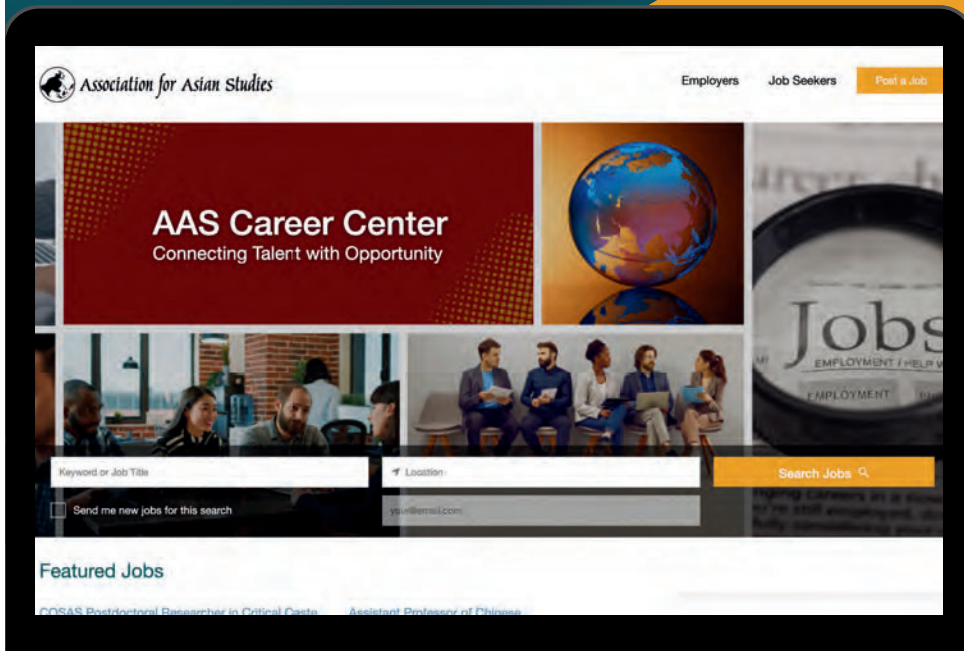 Association for Asian Studies
Employers
Job Seekers
Post a Job
AAS Career Center
Connecting Talent with Opportunity
Jobs
EMPLOYMENT / HELP W
EMPLOYMENT
Keyword or Job Title
Location
Search Jobs
Send me new jobs for this search
your@email.com
Featured Jobs
COSAS Postdoctoral Researcher in Critical Caste
Assistant Professor of Chinese